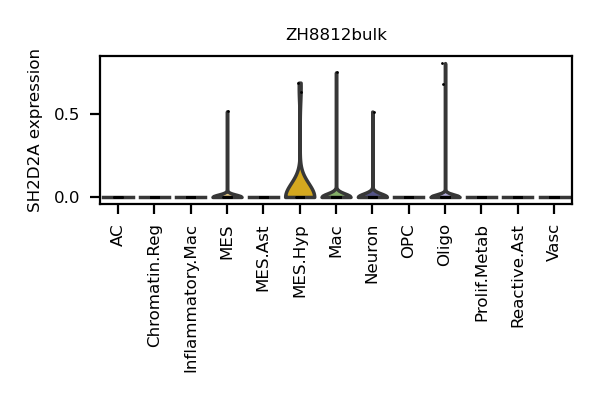 ZH8812bulk
SH2D2A expression
0.5
0.0
AC
Chromatin.Reg
Inflammatory.Mac
MES
MES.Ast
MES.Hyp
Mac
Neuron
OPC
Oligo
Prolif.Metab
Reactive.Ast
Vasc